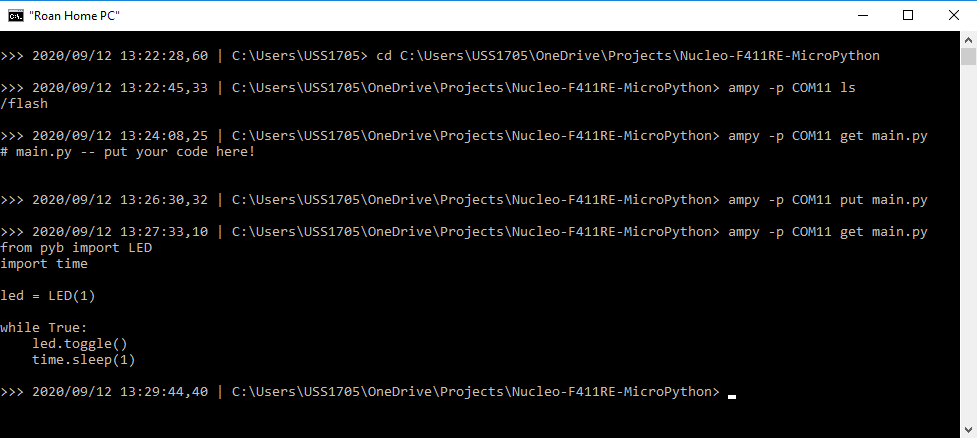 "Roan Home PC"
>>> 2020/09/12 13:22:28,60 | C:\Users\USS1705> cd C:\Users\USS1705\OneDrive\Projects\Nucleo-F411RE-MicroPython
>>> 2020/09/12 13:22:45,33 | C:\Users\USS1705\OneDrive\Projects\Nucleo-F411RE-MicroPython> ampy -p COM11 ls
/flash
>>> 2020/09/12 13:24:08,25 | C:\Users\USS1705\OneDrive\Projects\Nucleo-F411RE-MicroPython> ampy -p COM11 get main.py
# main.py -- put your code here!
>>> 2020/09/12 13:26:30,32 | C:\Users\USS1705\OneDrive\Projects\Nucleo-F411RE-MicroPython> ampy -p COM11 put main.py
>>> 2020/09/12 13:27:33,10 | C:\Users\USS1705\OneDrive\Projects\Nucleo-F411RE-MicroPython> ampy -p COM11 get main.py
from pyb import LED
import time
led = LED(1)
while True:
    led.toggle()
    time.sleep(1)
>>> 2020/09/12 13:29:44,40 | C:\Users\USS1705\OneDrive\Projects\Nucleo-F411RE-MicroPython>